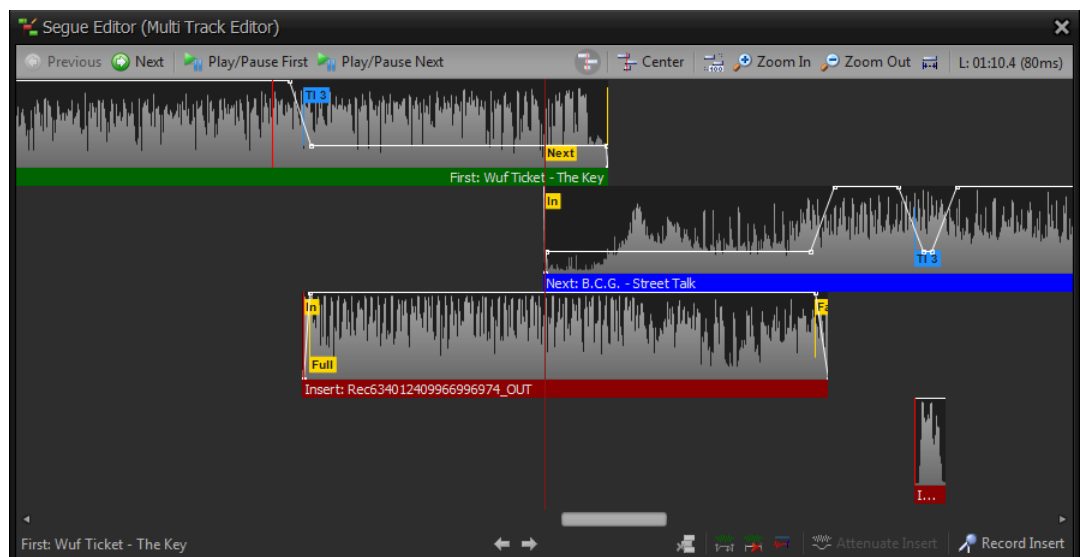 Segue Editor (Multi Track Editor)
Previous Next Play/Pause First Play/Pause Next Center Zoom In Zoom Out L: 01:10.4 (80ms)
TI 3
Next
First: Wuf Ticket - The Key
In
TI 3
Next: B.C.G. - Street Talk
In Fa
Full
Insert: Rec634012409966996974_OUT
I...
First: Wuf Ticket - The Key Attenuate Insert Record Insert